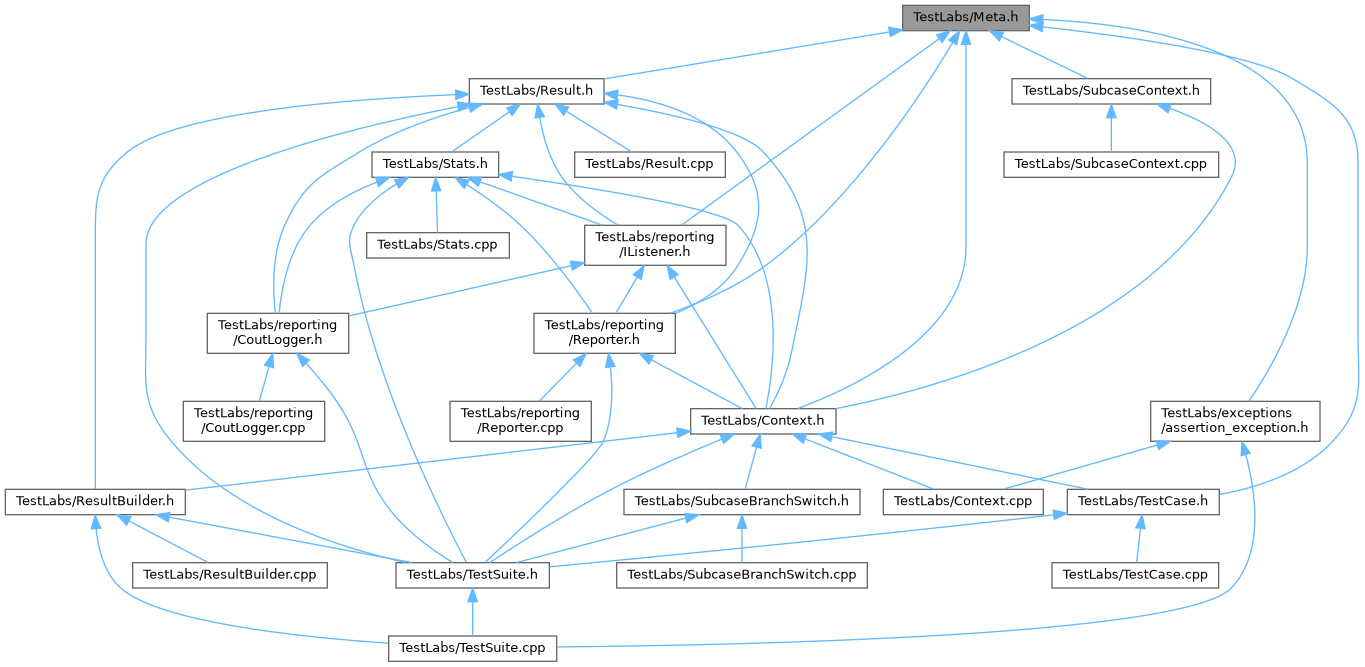 TestLabs/Meta.h
TestLabs/Result.h
TestLabs/SubcaseContext.h
TestLabs/Stats.h
TestLabs/Result.cpp
TestLabs/SubcaseContext.cpp
TestLabs/Stats.cpp
TestLabs/reporting
/IListener.h
TestLabs/reporting
/CoutLogger.h
TestLabs/reporting
/Reporter.h
TestLabs/reporting
/CoutLogger.cpp
TestLabs/reporting
/Reporter.cpp
TestLabs/Context.h
TestLabs/exceptions
/assertion_exception.h
TestLabs/ResultBuilder.h
TestLabs/SubcaseBranchSwitch.h
TestLabs/Context.cpp
TestLabs/TestCase.h
TestLabs/ResultBuilder.cpp
TestLabs/TestSuite.h
TestLabs/SubcaseBranchSwitch.cpp
TestLabs/TestCase.cpp
TestLabs/TestSuite.cpp